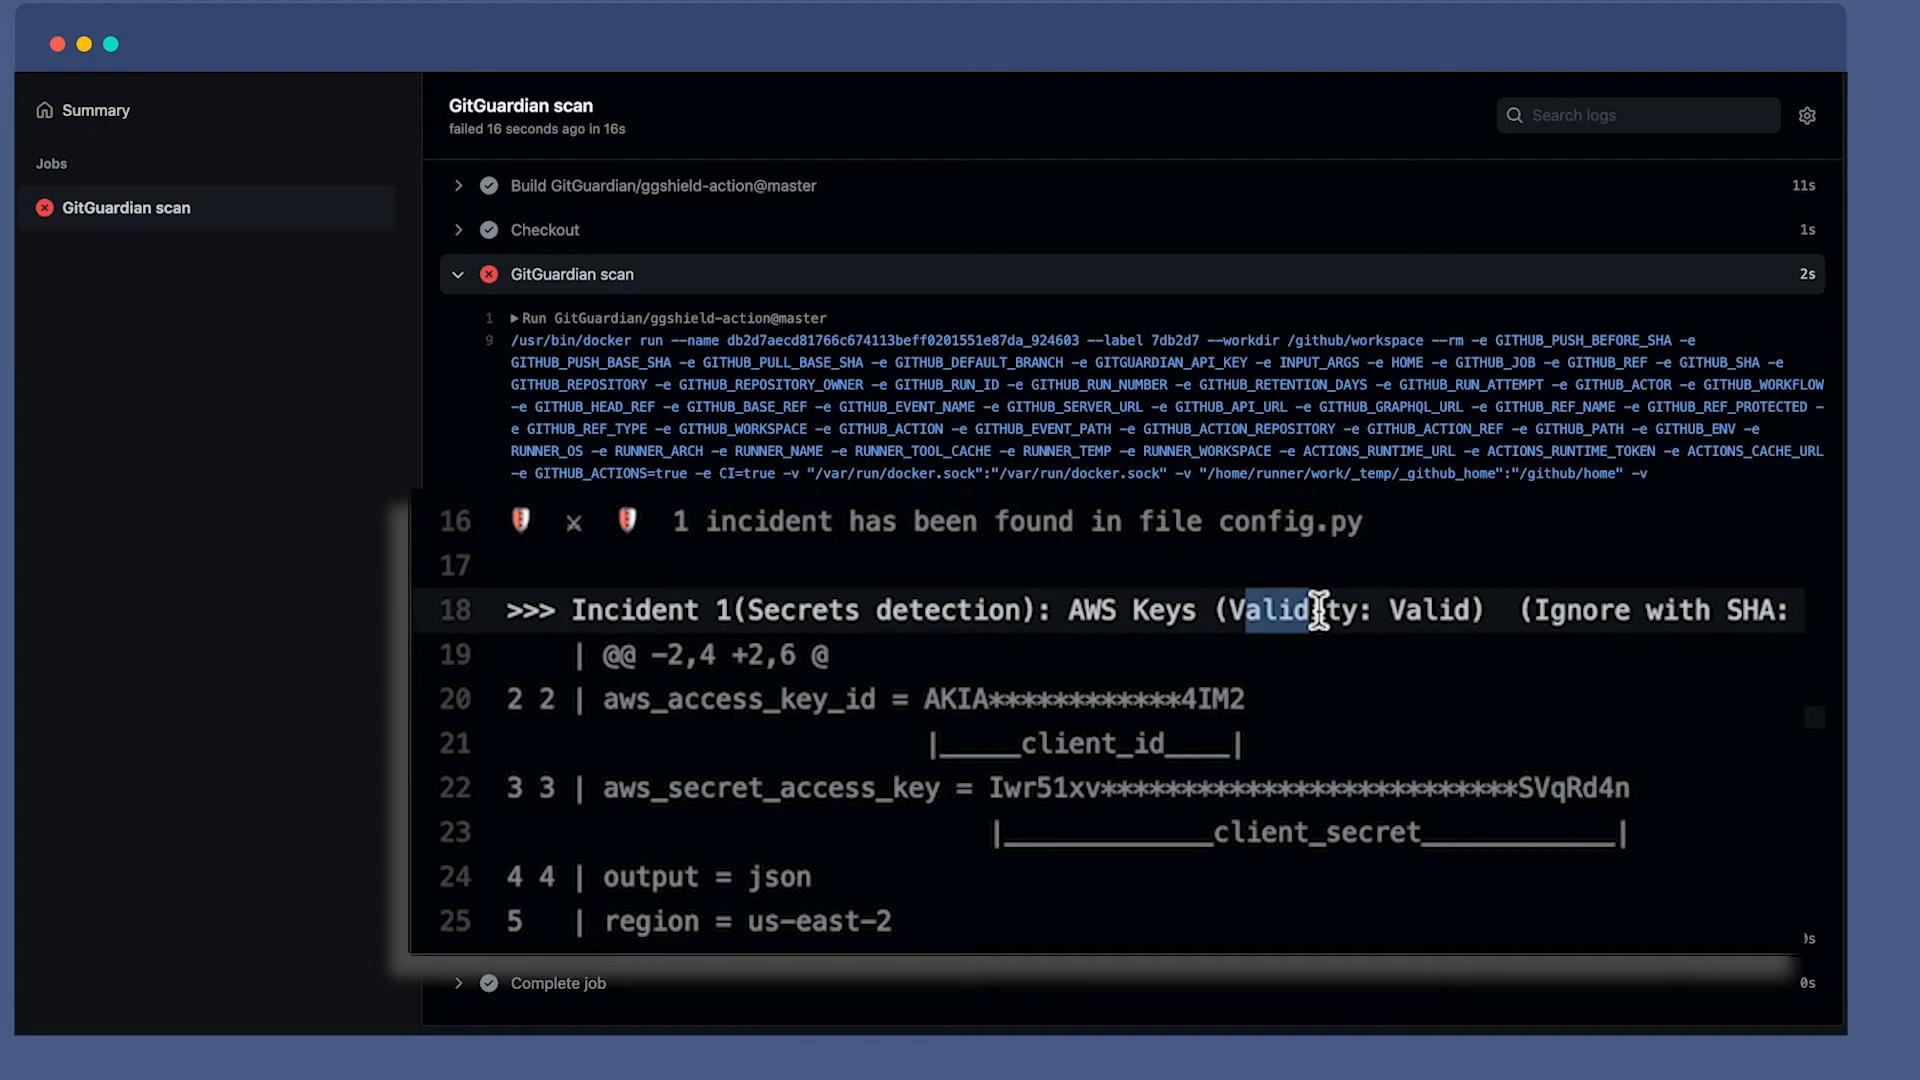 Summary
Jobs
GitGuardian scan
GitGuardian scan
failed 16 seconds ago in 16s
Search logs
Build GitGuardian/ggshield-action@master 11s
Checkout 1s
GitGuardian scan 2s
1 Run GitGuardian/ggshield-action@master
9 /usr/bin/docker run --name db2d7aecd81766c674113beff0201551e87da_924603 --label 7db2d7 --workdir /github/workspace --rm -e GITHUB_PUSH_BEFORE_SHA -e
GITHUB_PUSH_BASE_SHA -e GITHUB_PULL_BASE_SHA -e GITHUB_DEFAULT_BRANCH -e GITGUARDIAN_API_KEY -e INPUT_ARGS -e HOME -e GITHUB_JOB -e GITHUB_REF -e GITHUB_SHA -e
GITHUB_REPOSITORY -e GITHUB_REPOSITORY_OWNER -e GITHUB_RUN_ID -e GITHUB_RUN_NUMBER -e GITHUB_RETENTION_DAYS -e GITHUB_RUN_ATTEMPT -e GITHUB_ACTOR -e GITHUB_WORKFLOW
-e GITHUB_HEAD_REF -e GITHUB_BASE_REF -e GITHUB_EVENT_NAME -e GITHUB_SERVER_URL -e GITHUB_API_URL -e GITHUB_GRAPHQL_URL -e GITHUB_REF_NAME -e GITHUB_REF_PROTECTED -
e GITHUB_REF_TYPE -e GITHUB_WORKSPACE -e GITHUB_ACTION -e GITHUB_EVENT_PATH -e GITHUB_ACTION_REPOSITORY -e GITHUB_ACTION_REF -e GITHUB_PATH -e GITHUB_ENV -e
RUNNER_OS -e RUNNER_ARCH -e RUNNER_NAME -e RUNNER_TOOL_CACHE -e RUNNER_TEMP -e RUNNER_WORKSPACE -e ACTIONS_RUNTIME_URL -e ACTIONS_RUNTIME_TOKEN -e ACTIONS_CACHE_URL
-e GITHUB_ACTIONS=true -e CI=true -v "/var/run/docker.sock":"/var/run/docker.sock" -v "/home/runner/work/_temp/_github_home":"/github/home" -v
16 1 incident has been found in file config.py
17
18 >>> Incident 1(Secrets detection): AWS Keys (Validity: Valid) (Ignore with SHA:
19 | @@ -2,4 +2,6 @
20 2 2 | aws_access_key_id = AKIA************4IM2
21 |_____client_id____|
22 3 3 | aws_secret_access_key = Iwr51xv**************************SVqRd4n
23 |_____________client_secret____________|
24 4 4 | output = json
25 5 | region = us-east-2
Complete job 0s